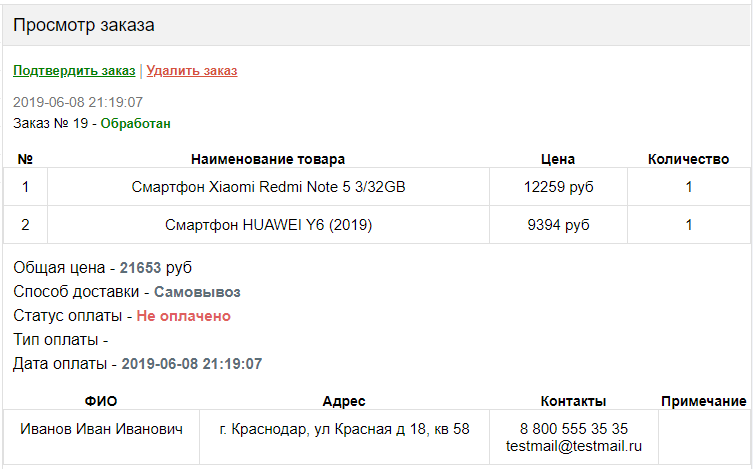 Просмотр заказа
Подтвердить заказ | Удалить заказ
2019-06-08 21:19:07
Заказ № 19 - Обработан
№ Наименование товара Цена Количество
1 Смартфон Xiaomi Redmi Note 5 3/32GB 12259 руб 1
2 Смартфон HUAWEI Y6 (2019) 9394 руб 1
Общая цена - 21653 руб
Способ доставки - Самовывоз
Статус оплаты - Не оплачено
Тип оплаты -
Дата оплаты - 2019-06-08 21:19:07
ФИО Адрес Контакты Примечание
Иванов Иван Иванович г. Краснодар, ул Красная д 18, кв 58 8 800 555 35 35
testmail@testmail.ru